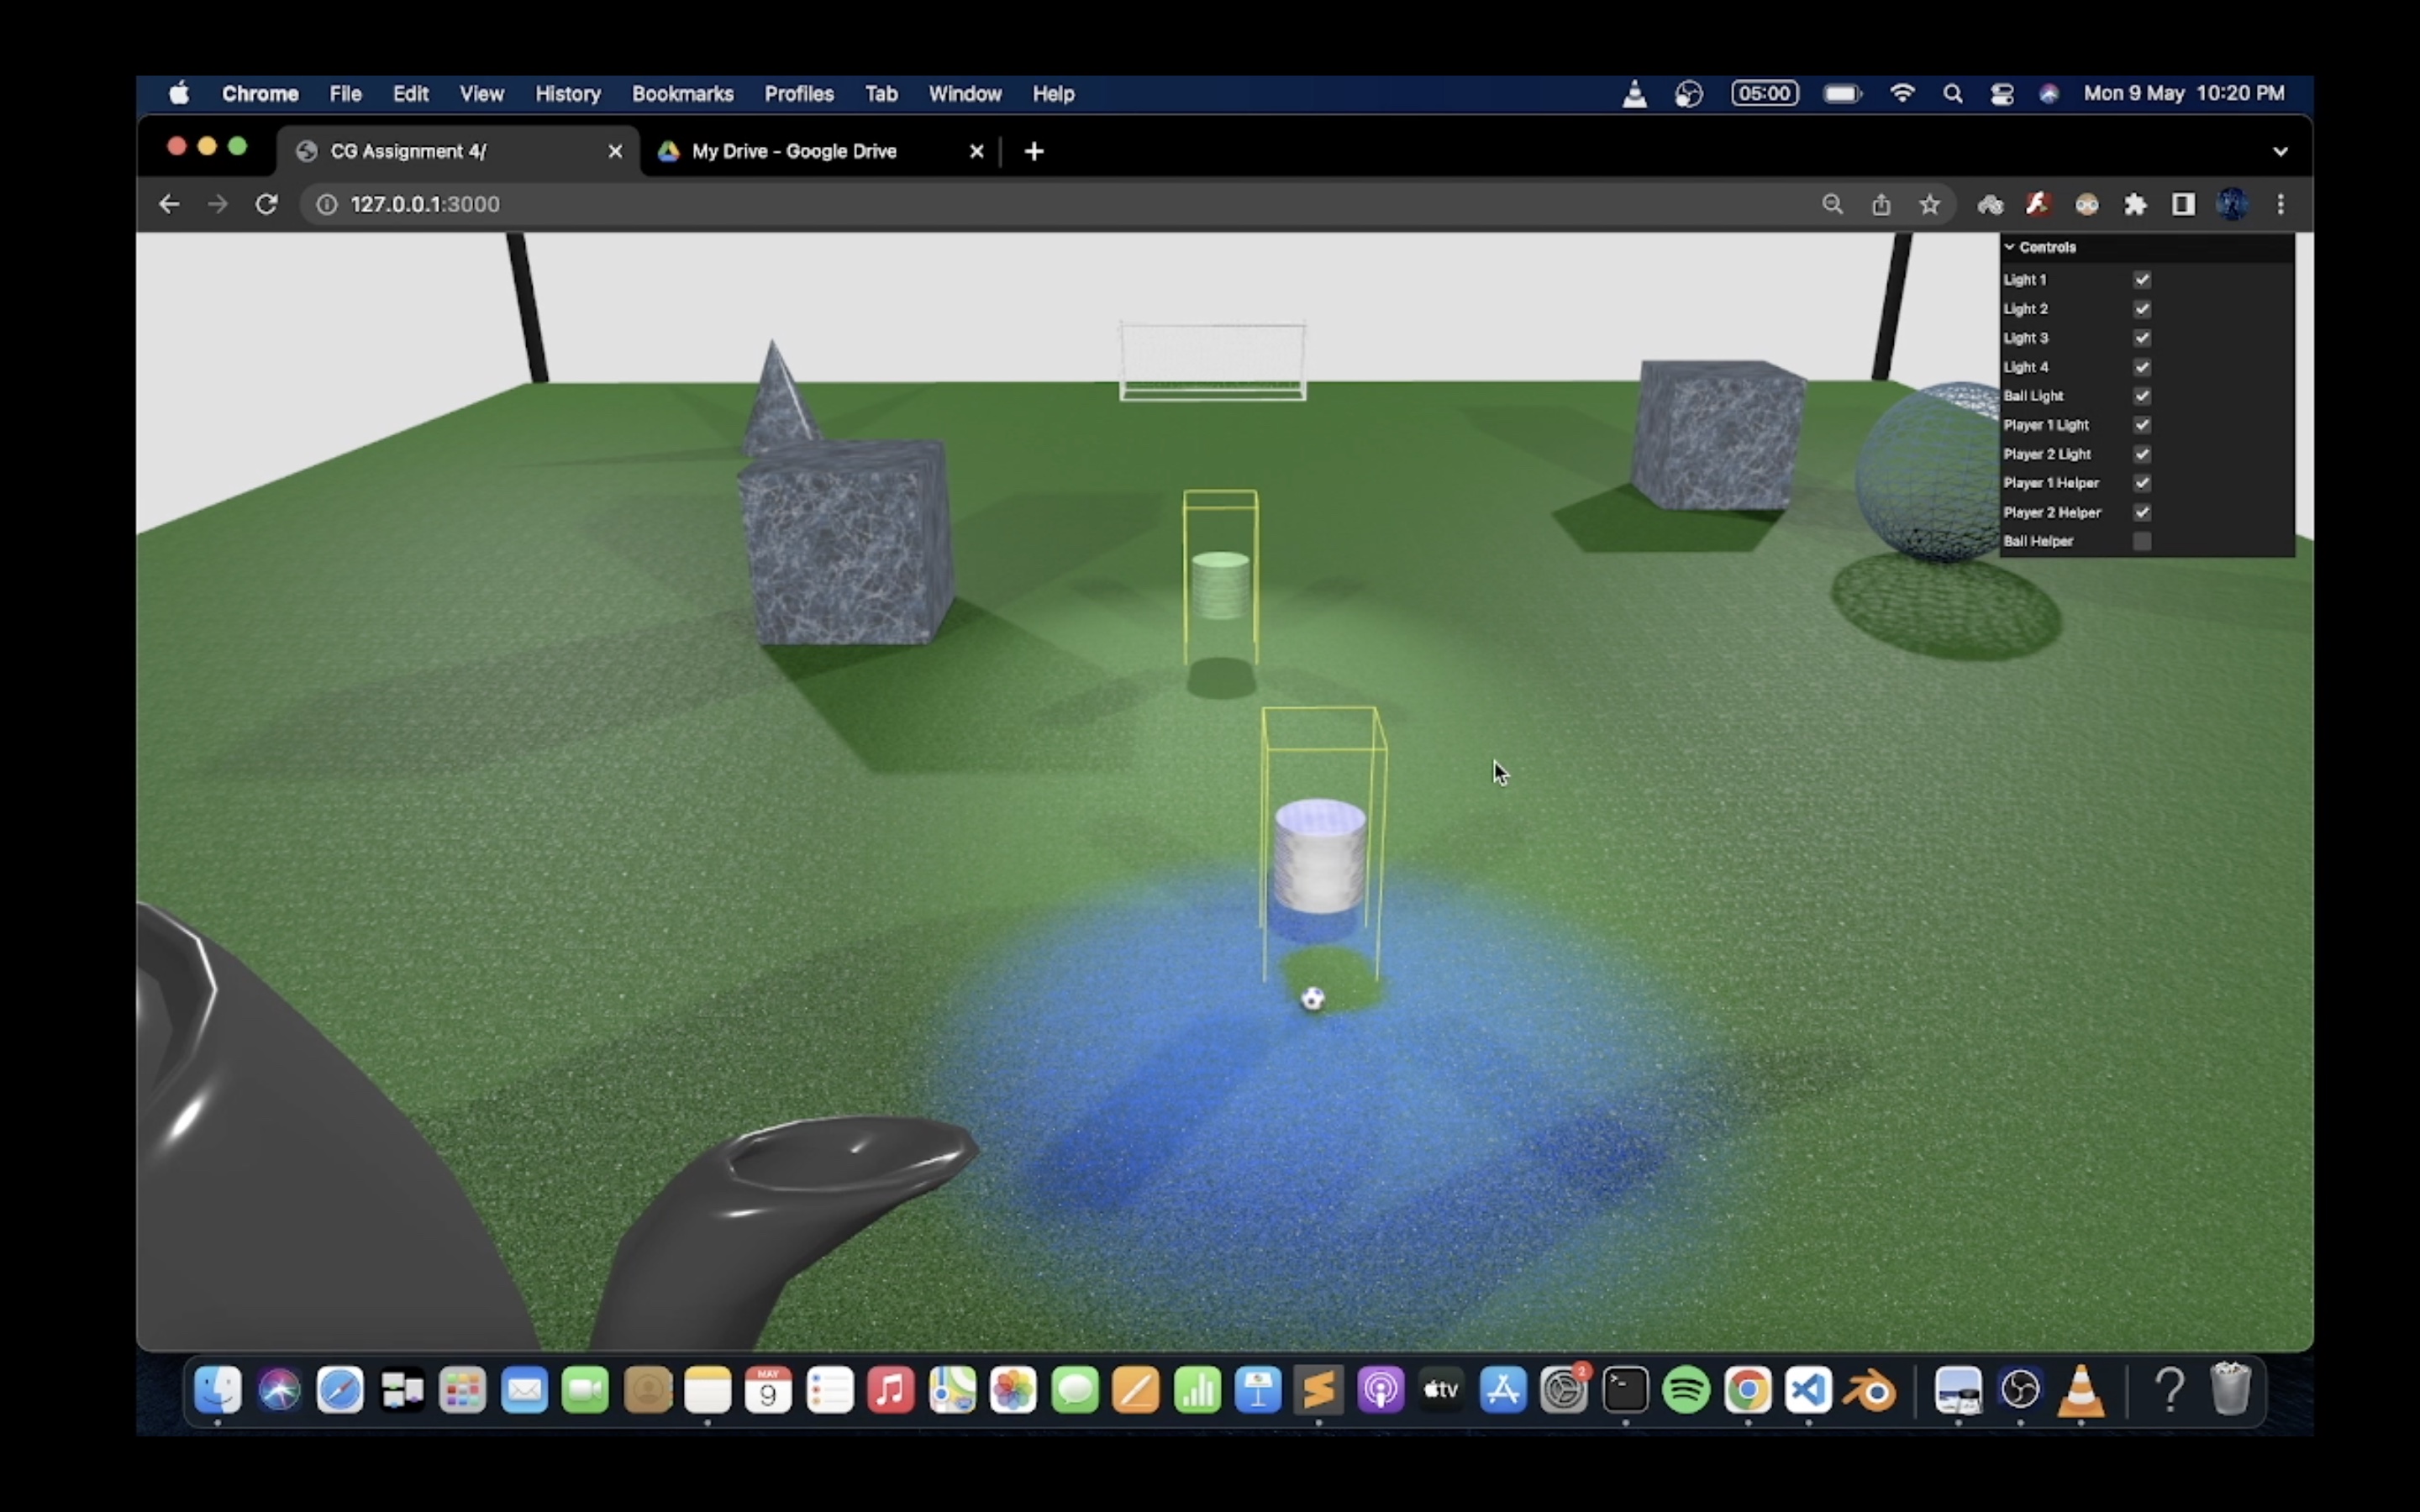 Chrome File Edit View History Bookmarks Profiles Tab Window Help 05:00 Mon 9 May 10:20 PM
CG Assignment 4/ My Drive - Google Drive
127.0.0.1:3000
Controls
Light 1
Light 2
Light 3
Light 4
Ball Light
Player 1 Light
Player 2 Light
Player 1 Helper
Player 2 Helper
Ball Helper
MAY
9
tv
2